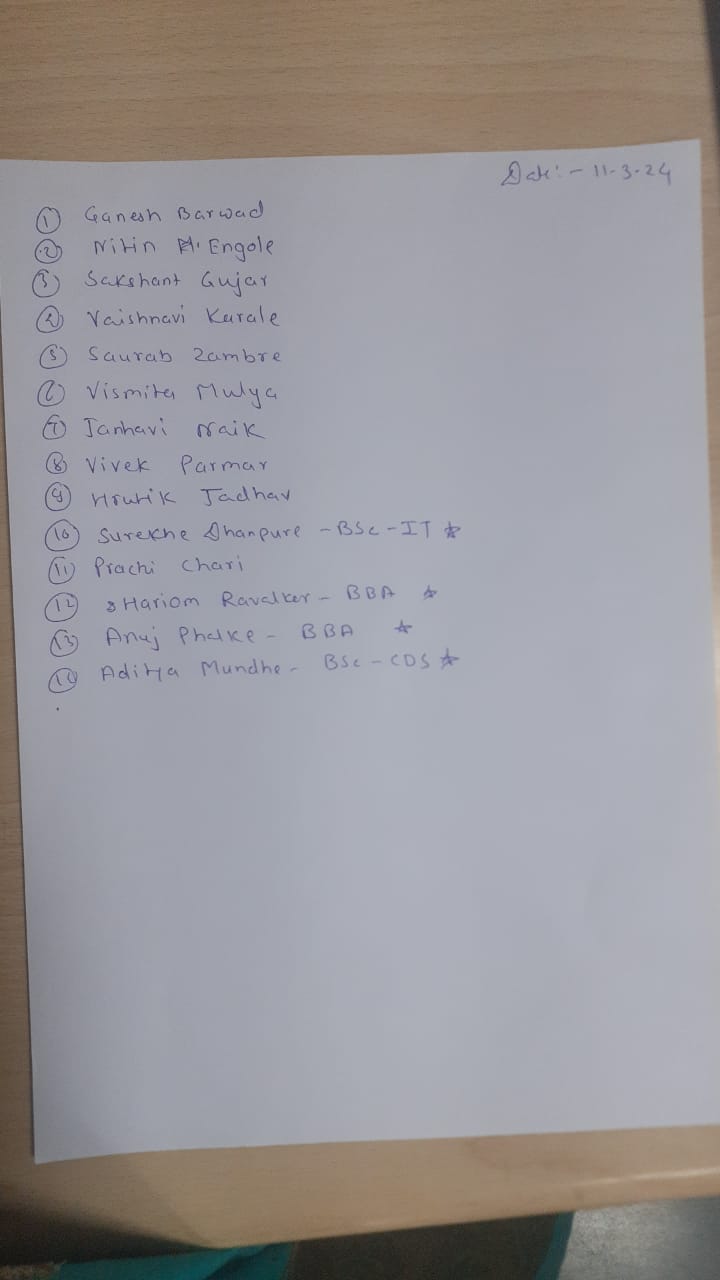 Date:- 11-3-24
① Ganesh Barwad
② Nitin M. Engole
③ Sakshant Gujar
④ Vaishnavi Karale
⑤ Saurab Zambre
⑥ Vismita Mulya
⑦ Janhavi Naik
⑧ Vivek Parmar
⑨ Hrutik Jadhav
⑩ Surekha Dhanpure - BSc-IT ☆
⑪ Prachi Chari
⑫ Hariom Ravalker - BBA ☆
⑬ Anuj Phalke - BBA ☆
⑭ Aditya Mundhe - BSc-CDS ☆